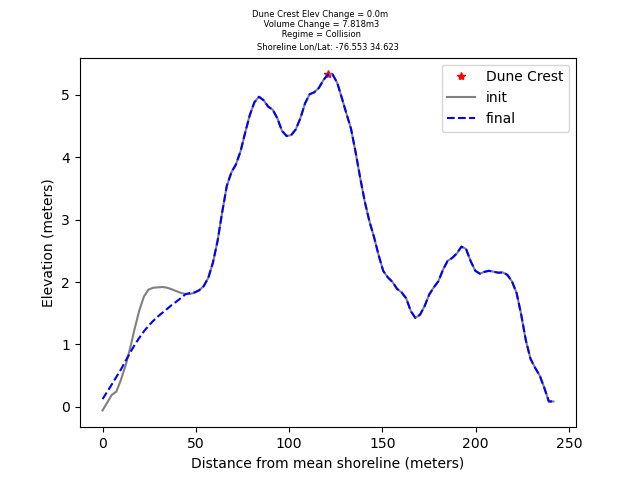 Dune Crest Elev Change = 0.0m
Volume Change = 7.818m3
Regime = Collision
Shoreline Lon/Lat: -76.553 34.623
Dune Crest
init
final
5
4
3
2
1
0
Elevation (meters)
0 50 100 150 200 250
Distance from mean shoreline (meters)